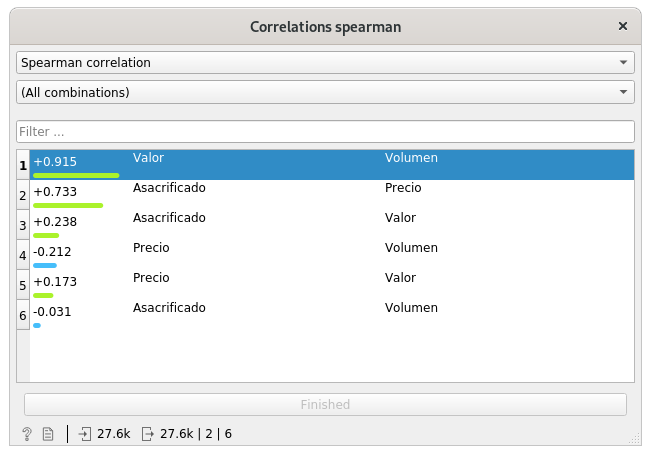 Correlations spearman ×
Spearman correlation
(All combinations)
Filter ...
1 +0.915 Valor Volumen
2 +0.733 Asacrificado Precio
3 +0.238 Asacrificado Valor
4 -0.212 Precio Volumen
5 +0.173 Precio Valor
6 -0.031 Asacrificado Volumen
Finished
? 27.6k 27.6k | 2 | 6